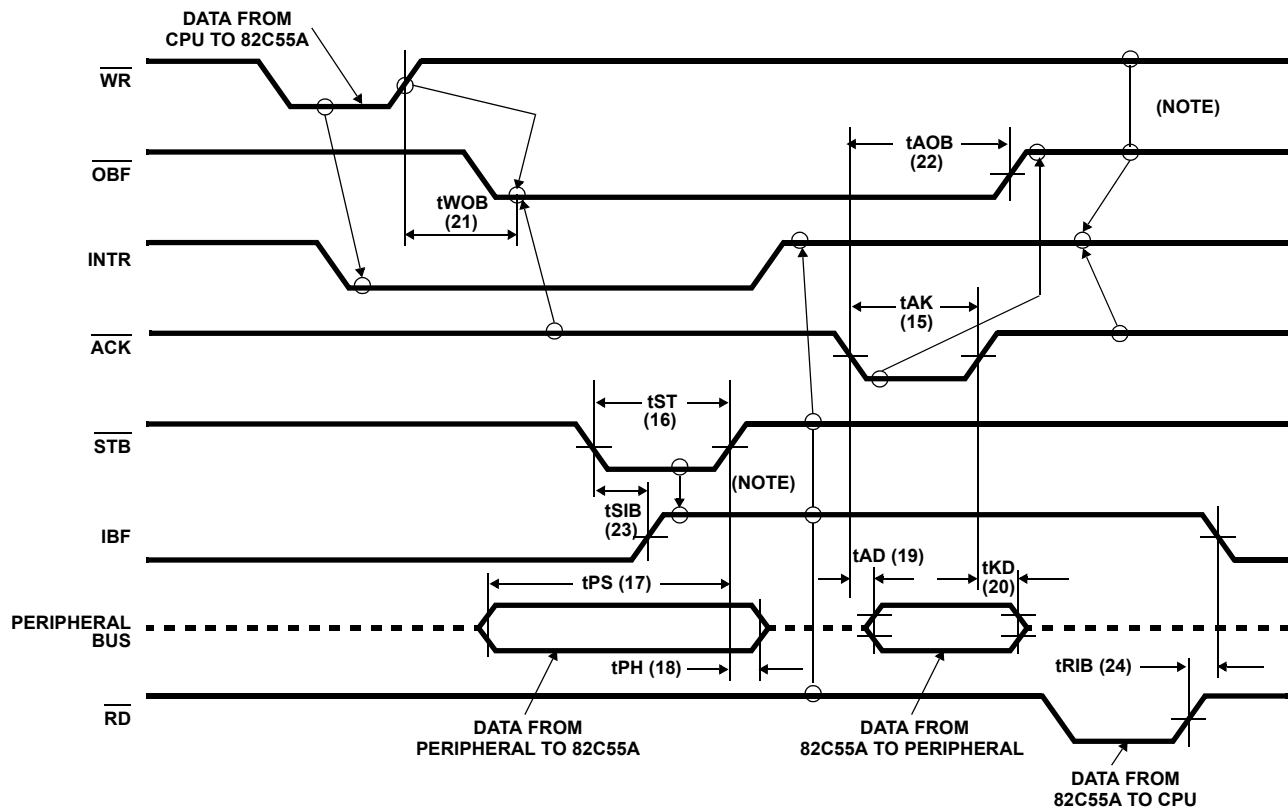 DATA FROM
CPU TO 82C55A
WR
(NOTE)
tAOB
(22)
OBF
tWOB
(21)
INTR
tAK
(15)
ACK
tST
(16)
STB
(NOTE)
tSIB
(23)
IBF
tAD (19)
tKD
(20)
tPS (17)
PERIPHERAL
BUS
tPH (18)
tRIB (24)
RD
DATA FROM
PERIPHERAL TO 82C55A
DATA FROM
82C55A TO PERIPHERAL
DATA FROM
82C55A TO CPU